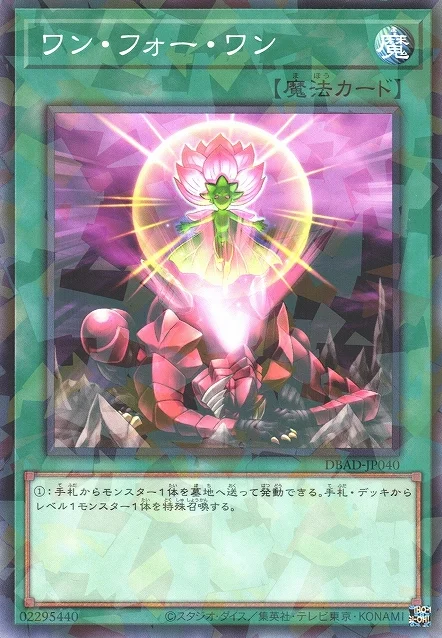 ワン・フォー・ワン
魔
【魔法カード】
DBAD-JP040
①：手札からモンスター1体を墓地へ送って発動できる。手札・デッキから
レベル1モンスター1体を特殊召喚する。
02295440
©スタジオ・ダイス／集英社・テレビ東京・KONAMI